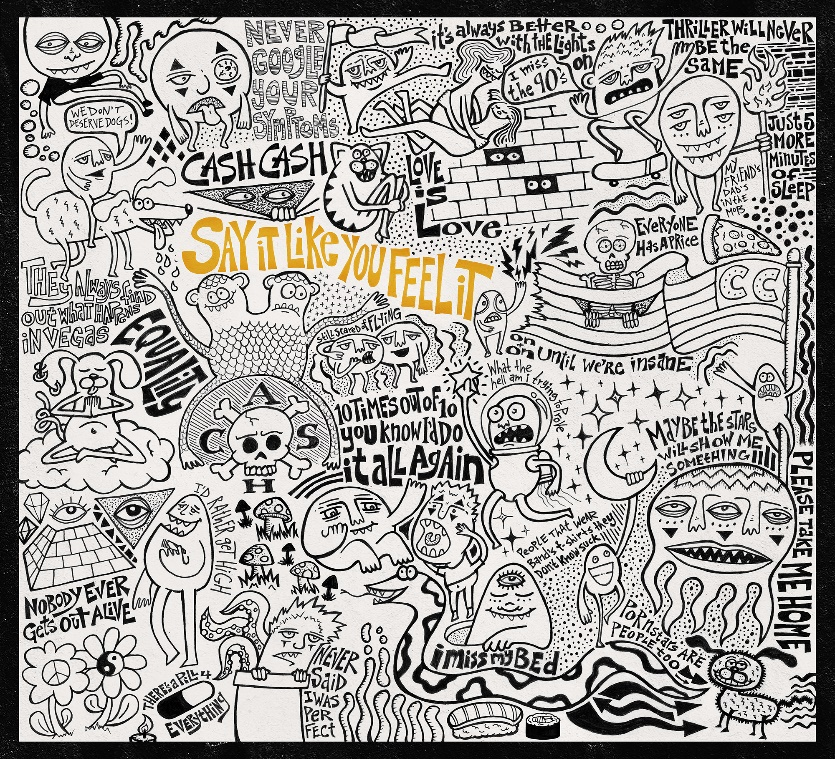 NEVER
GOOGLE
YOUR
SYMPTOMS
it's always BETTER
with THE Lights
on
I miss
the 90's
THRILLER WILL NEVER
BE the
SAME
WE DON'T
DESERVE DOGS!
CASH CASH
LOVE
is
Love
JUST 5
MORE
Minutes
of
SLEEP
MY
FRIEND'S
DAD'S
IN THE
MOB
SAY iT LiKE YOU FEEL iT
EVERYONE
HAS A PRICE
CC
THEY ALWAYS find
OUT WHAT HAPPENS
iN VEGAS
EQUALITY
Still Scared of FLYING
on
on UNTIL WE'RE INSANE
What the
hell am I trying to Prove
C A S H
10 TIMES OUT OF 10
you know I'd DO
it ALL AgAiN
MAYBE the STARS
WILL SHOW ME
SOMETHING
PLEASE TAKE ME HOME
I'D RATHER GET HIGH
PEOPLE THAT WEAR
BANDS t-shirts they
Don't Know Suck
NOBODY EVER
Gets OUT ALIVE
i miss my BED
PORNSTARS ARE
PEOPLE too
THERE'S A PILL 4
EVERYTHING
NEVER
SAID
I WAS
PER
FECT